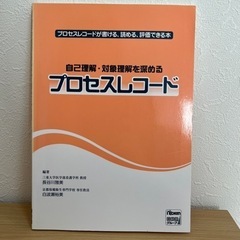 プロセスレコードが書ける、読める、評価できる本
自己理解・対象理解を深める
プロセスレコード
編著
三重大学医学部看護学科 教授
長谷川雅美
白波瀬裕美